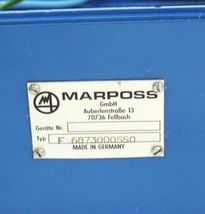 MARPOSS
GmbH
Auberlenstraße 13
70736 Fellbach
Geräte Nr.
Typ F 6873000550
MADE IN GERMANY